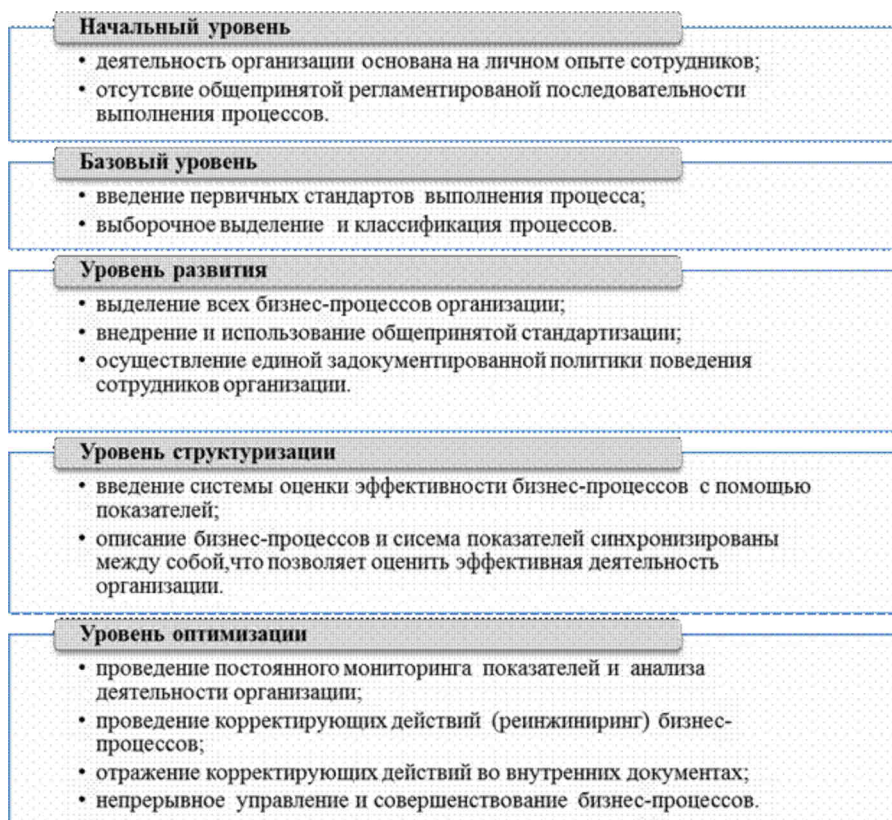 Начальный уровень
• деятельность организации основана на личном опыте сотрудников;
• отсутсвие общепринятой регламентированой последовательности
выполнения процессов.
Базовый уровень
• введение первичных стандартов выполнения процесса;
• выборочное выделение и классификация процессов.
Уровень развития
• выделение всех бизнес-процессов организации;
• внедрение и использование общепринятой стандартизации;
• осуществление единой задокументированной политики поведения
сотрудников организации.
Уровень структуризации
• введение системы оценки эффективности бизнес-процессов с помощью
показателей;
• описание бизнес-процессов и сисема показателей синхронизированы
между собой,что позволяет оценить эффективная деятельность
организации.
Уровень оптимизации
• проведение постоянного мониторинга показателей и анализа
деятельности организации;
• проведение корректирующих действий (реинжиниринг) бизнес-
процессов;
• отражение корректирующих действий во внутренних документах;
• непрерывное управление и совершенствование бизнес-процессов.